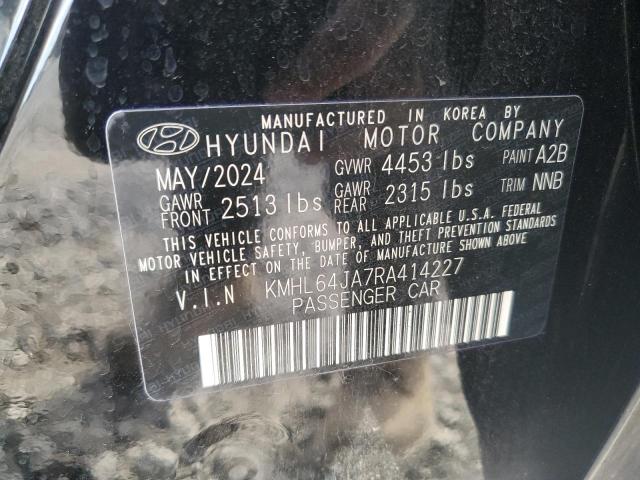 MANUFACTURED IN KOREA BY
HYUNDAI MOTOR COMPANY
MAY/2024 GVWR 4453 lbs PAINT A2B
GAWR FRONT 2513 lbs GAWR REAR 2315 lbs TRIM NNB
THIS VEHICLE CONFORMS TO ALL APPLICABLE U.S.A. FEDERAL
MOTOR VEHICLE SAFETY, BUMPER, AND THEFT PREVENTION STANDARDS
IN EFFECT ON THE DATE OF MANUFACTURE SHOWN ABOVE
V.I.N KMHL64JA7RA414227
PASSENGER CAR